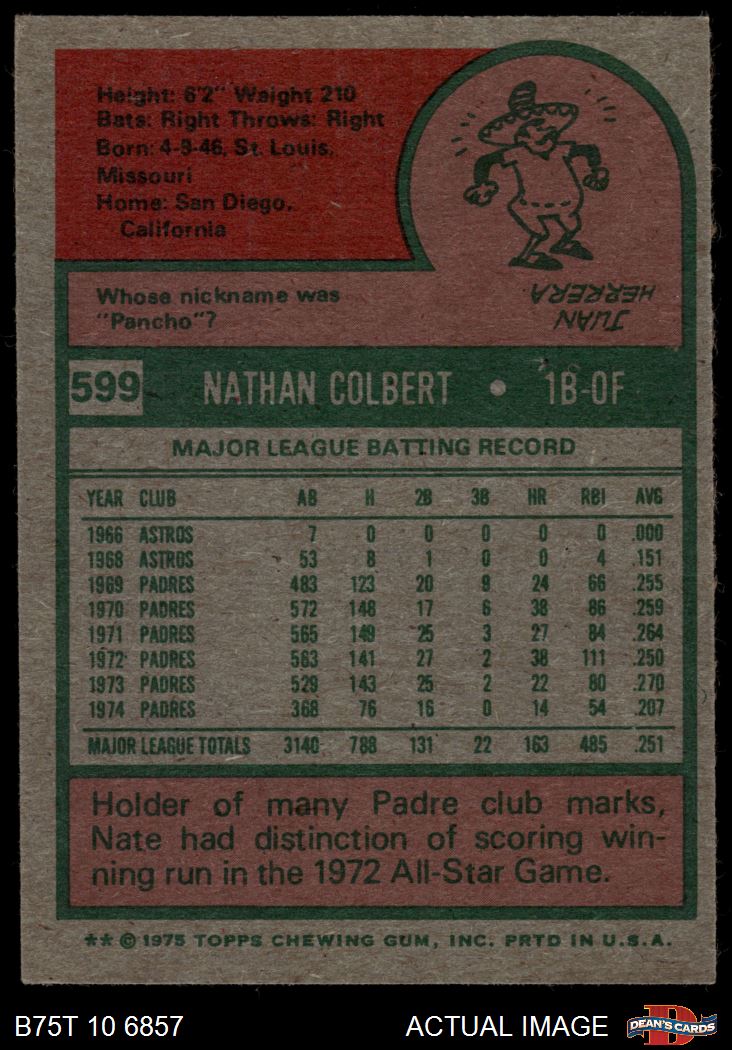 Height: 6'2" Weight 210
Bats: Right Throws: Right
Born: 4-9-46, St. Louis,
Missouri
Home: San Diego,
California
Whose nickname was
"Pancho"?
JUAN
HERRERA
599 NATHAN COLBERT • 1B-OF
MAJOR LEAGUE BATTING RECORD
YEAR CLUB AB H 2B 3B HR RBI AVG
1966 ASTROS 7 0 0 0 0 0 .000
1968 ASTROS 53 8 1 0 0 4 .151
1969 PADRES 483 123 20 9 24 66 .255
1970 PADRES 572 148 17 6 38 86 .259
1971 PADRES 565 149 25 3 27 84 .264
1972 PADRES 563 141 27 2 38 111 .250
1973 PADRES 529 143 25 2 22 80 .270
1974 PADRES 368 76 16 0 14 54 .207
MAJOR LEAGUE TOTALS 3140 788 131 22 163 485 .251
Holder of many Padre club marks,
Nate had distinction of scoring win-
ning run in the 1972 All-Star Game.
** © 1975 TOPPS CHEWING GUM, INC. PRTD IN U.S.A.
B75T 10 6857 ACTUAL IMAGE DEAN'S CARDS